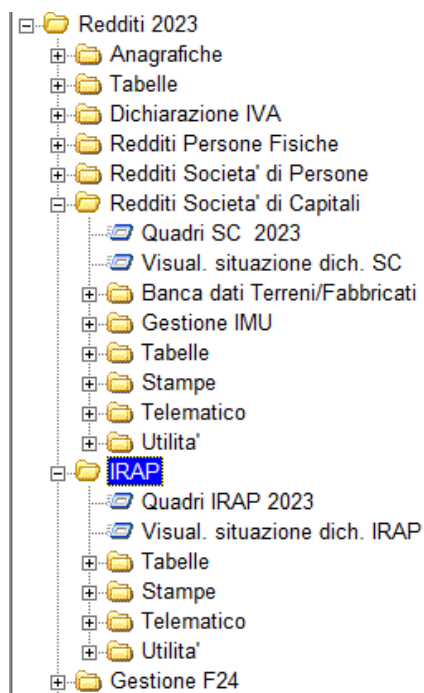 Redditi 2023
Anagrafiche
Tabelle
Dichiarazione IVA
Redditi Persone Fisiche
Redditi Societa' di Persone
Redditi Societa' di Capitali
Quadri SC 2023
Visual. situazione dich. SC
Banca dati Terreni/Fabbricati
Gestione IMU
Tabelle
Stampe
Telematico
Utilita'
IRAP
Quadri IRAP 2023
Visual. situazione dich. IRAP
Tabelle
Stampe
Telematico
Utilita'
Gestione F24